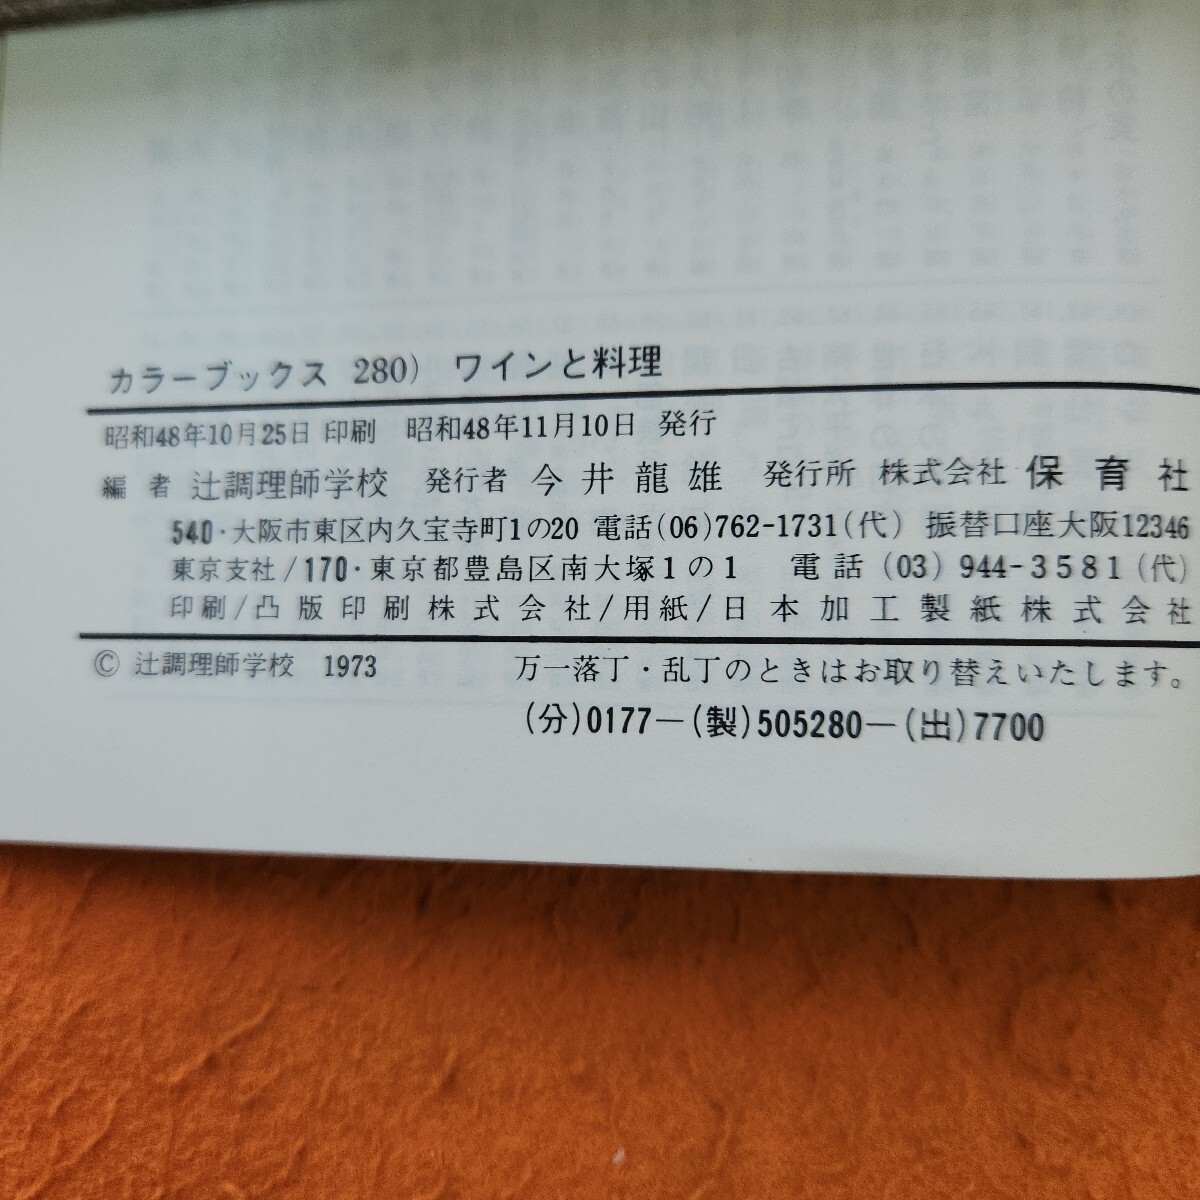 カラーブックス 280) ワインと料理
昭和48年10月25日 印刷 昭和48年11月10日 発行
編者 辻調理師学校 発行者 今井龍雄 発行所 株式会社 保育社
540・大阪市東区内久宝寺町1の20 電話(06)762-1731(代) 振替口座大阪12346
東京支社/170・東京都豊島区南大塚1の1 電話(03)944-3581(代)
印刷/凸版印刷株式会社/用紙/日本加工製紙株式会社
© 辻調理師学校 1973 万一落丁・乱丁のときはお取り替えいたします。
(分)0177―(製)505280―(出)7700